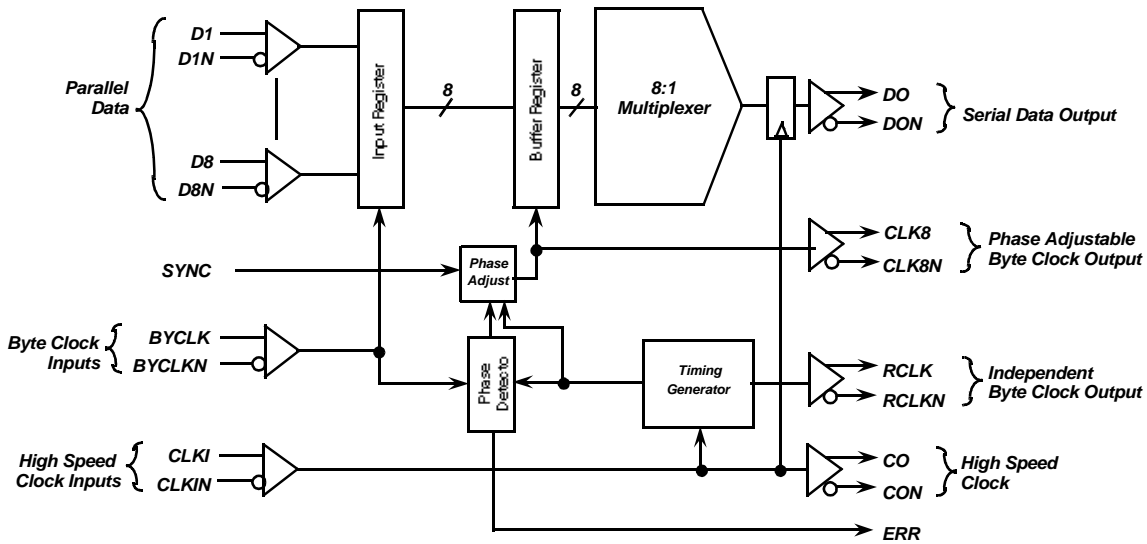 D1
D1N
Parallel
Data
D8
D8N
Input Register
8
Buffer Register
8
8:1
Multiplexer
DO
DON
Serial Data Output
SYNC
Phase
Adjust
CLK8
CLK8N
Phase Adjustable
Byte Clock Output
Byte Clock
Inputs
BYCLK
BYCLKN
Phase
Detecto
Timing
Generator
RCLK
RCLKN
Independent
Byte Clock Output
High Speed
Clock Inputs
CLKI
CLKIN
CO
CON
High Speed
Clock
ERR